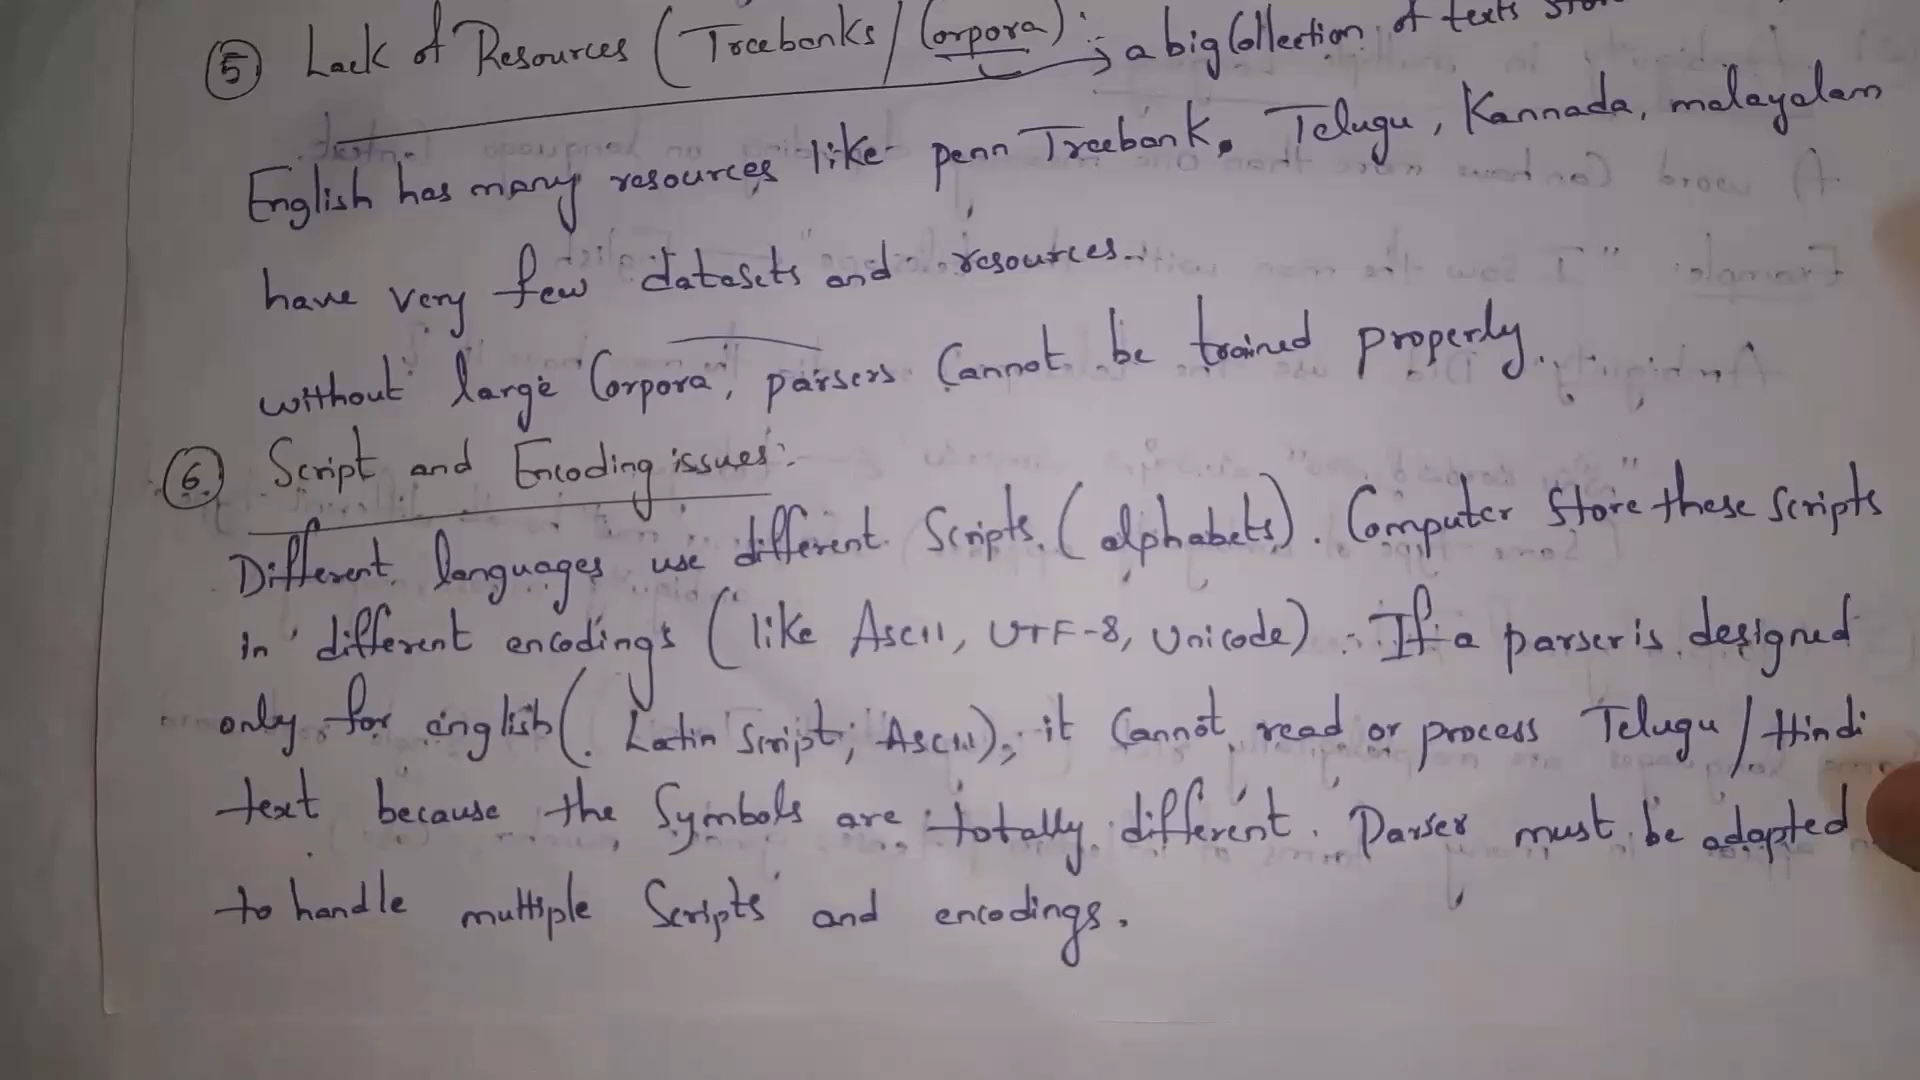 ⑤ Lack of Resources (Treebanks/Corpora): → a big Collection of texts
English has many resources like penn Treebank. Telugu, Kannada, malayalam
have very few datasets and resources.
without large Corpora, parsers Cannot be trained properly.
⑥ Script and Encoding issues:
Different languages use different Scripts (alphabets). Computer Store these Scripts
in different encodings (like ASCII, UTF-8, Unicode). If a parser is designed
only for english (Latin Script, ASCII), it Cannot read or process Telugu/Hindi
text because the Symbols are totally different. Parser must be adapted
to handle multiple Scripts and encodings.